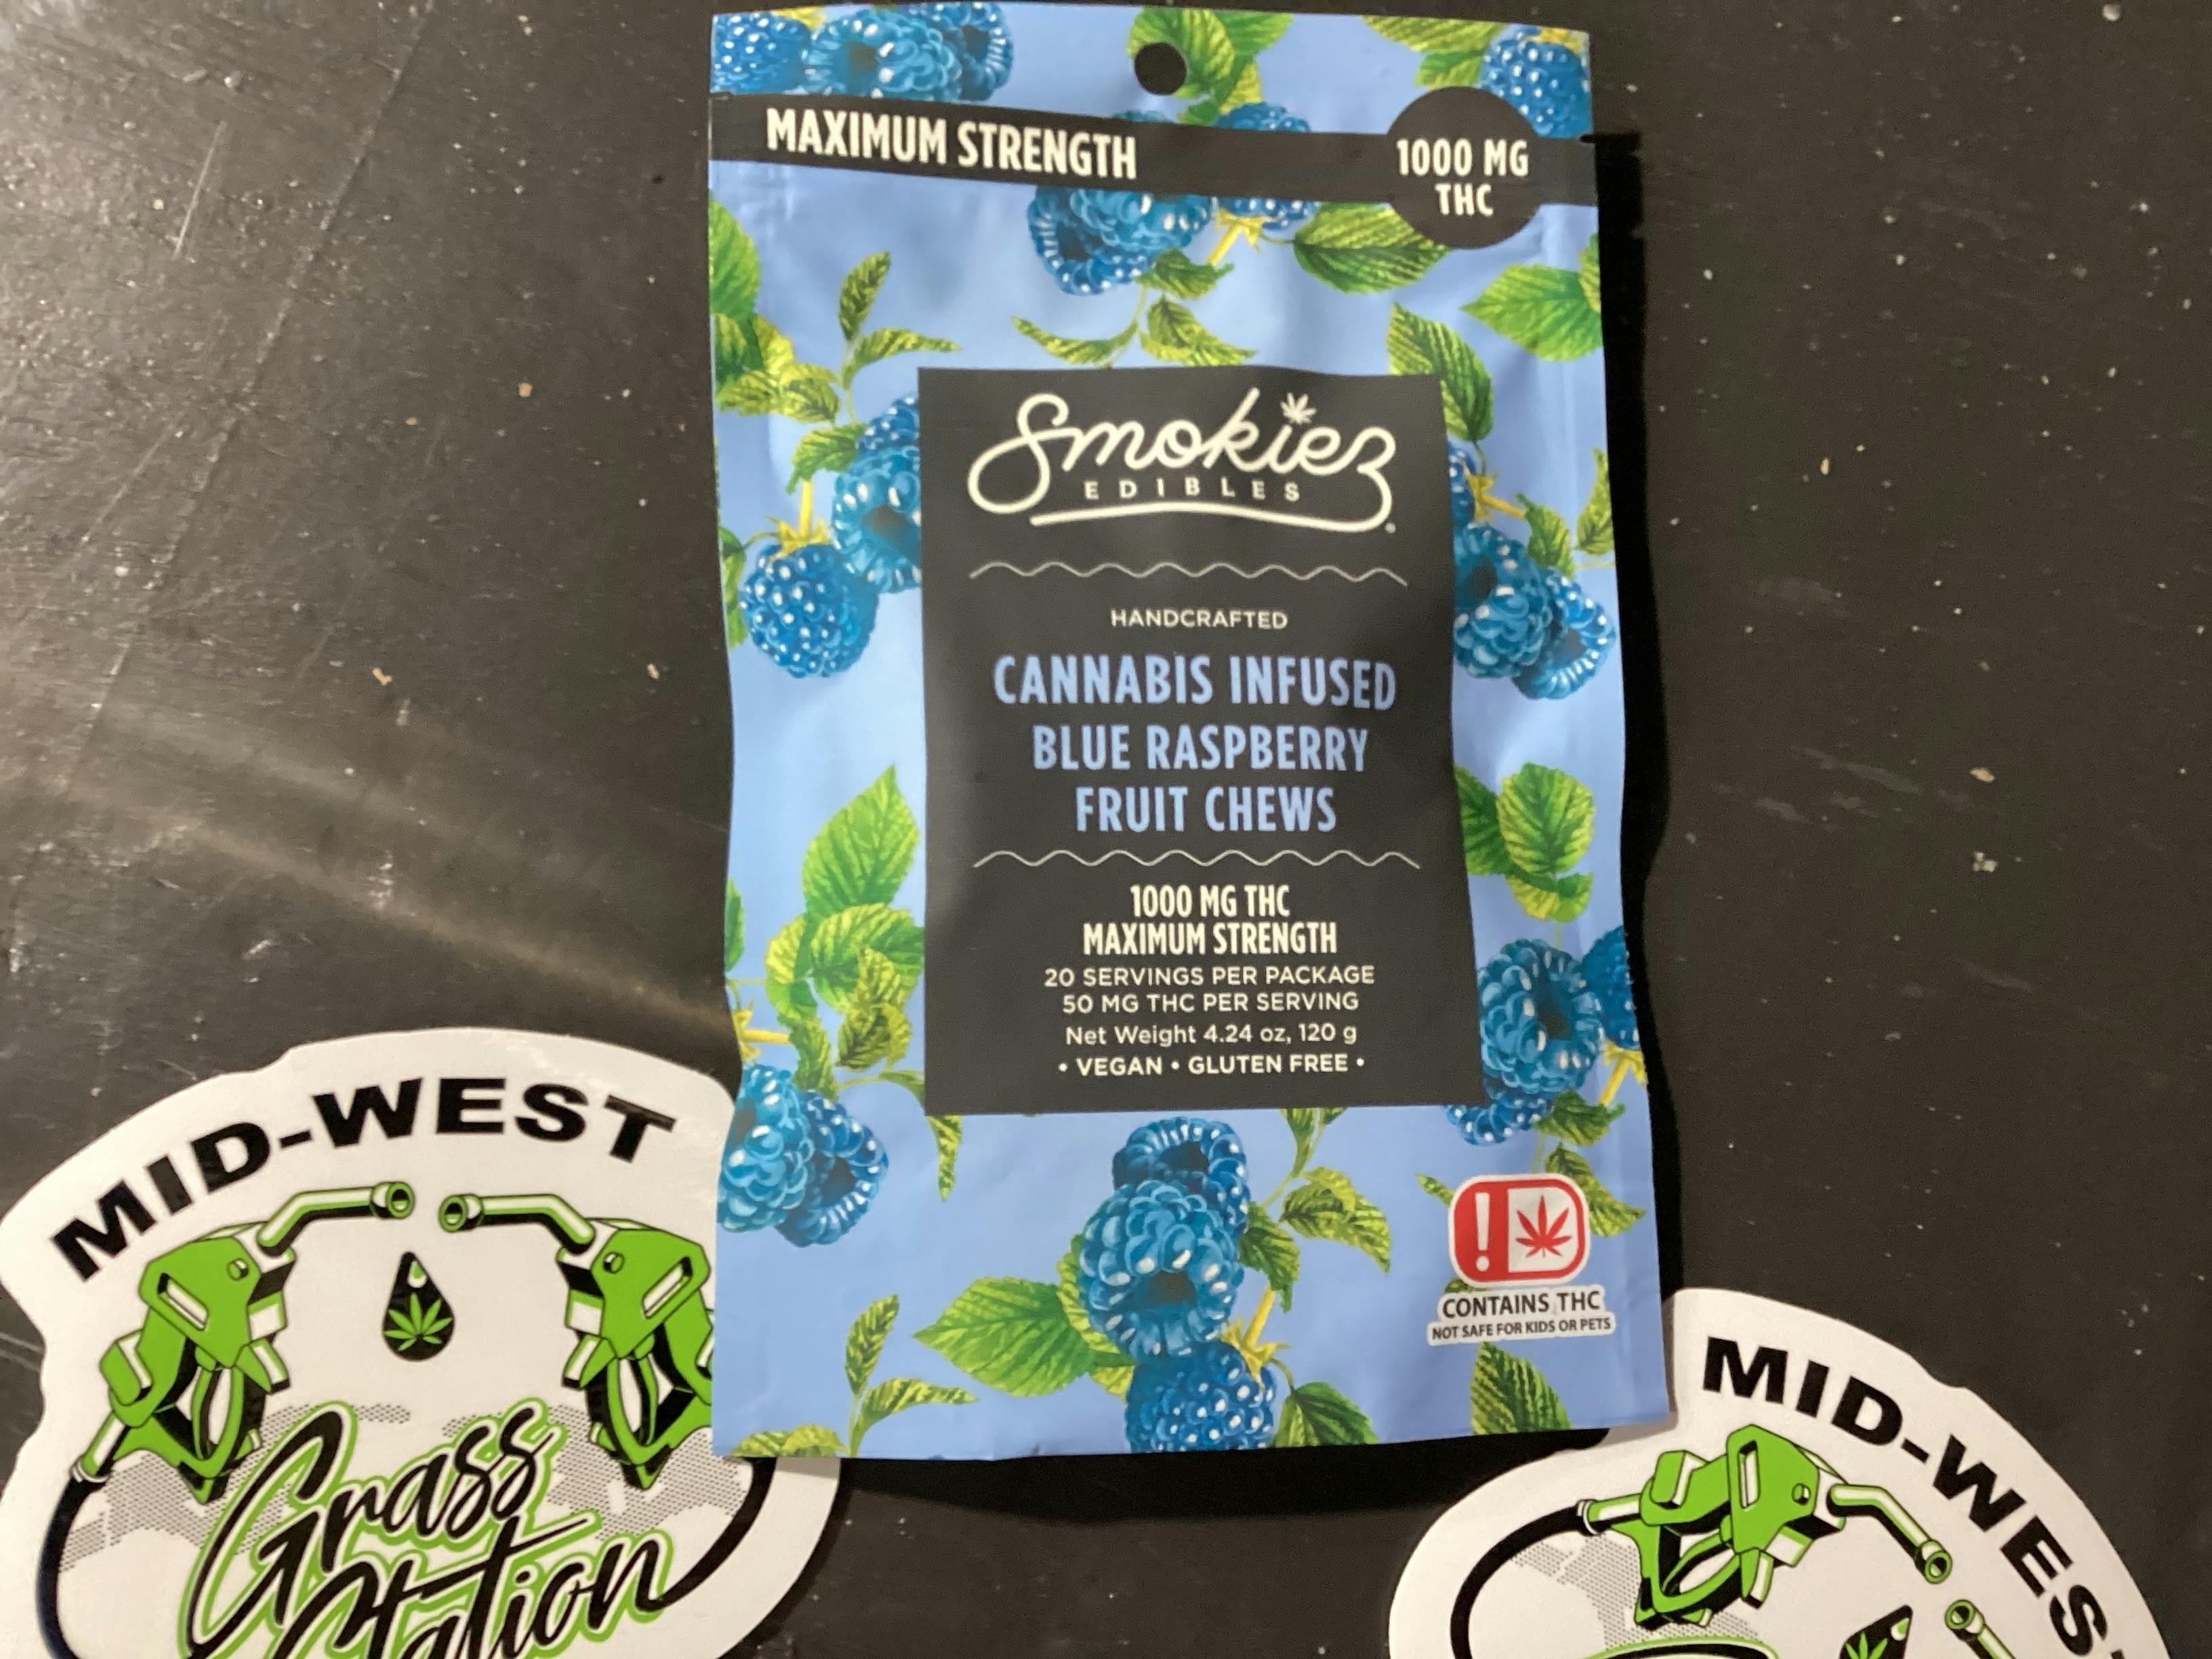 MAXIMUM STRENGTH
1000 MG
THC
Smokiez
EDIBLES
HANDCRAFTED
CANNABIS INFUSED
BLUE RASPBERRY
FRUIT CHEWS
1000 MG THC
MAXIMUM STRENGTH
20 SERVINGS PER PACKAGE
50 MG THC PER SERVING
Net Weight 4.24 oz, 120 g
• VEGAN • GLUTEN FREE •
!
CONTAINS THC
NOT SAFE FOR KIDS OR PETS
MID-WEST
Grass
Station
MID-WES